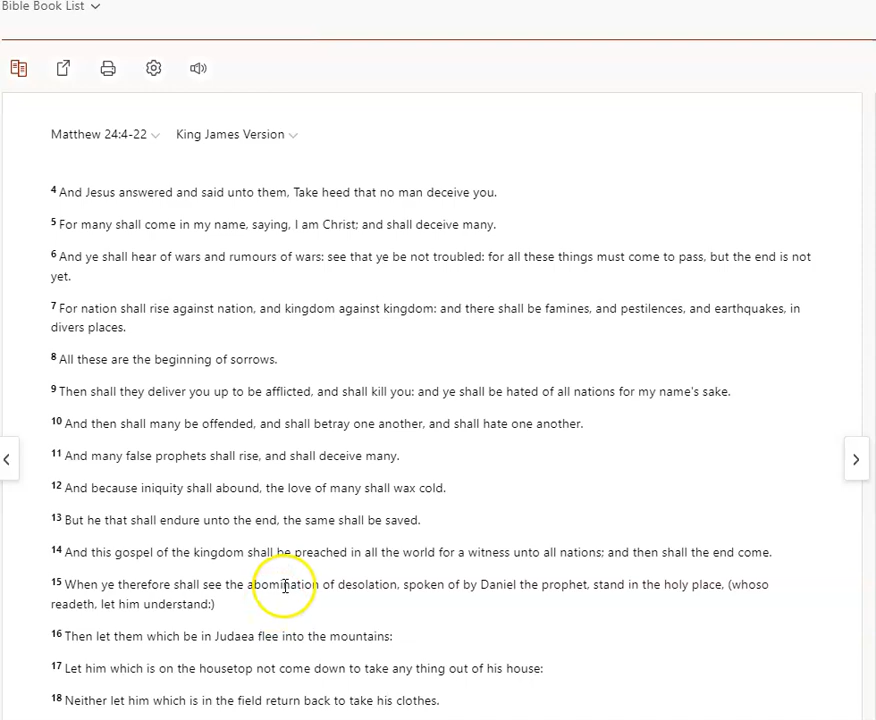 Bible Book List
Matthew 24:4-22 King James Version
4 And Jesus answered and said unto them, Take heed that no man deceive you.
5 For many shall come in my name, saying, I am Christ; and shall deceive many.
6 And ye shall hear of wars and rumours of wars: see that ye be not troubled: for all these things must come to pass, but the end is not
yet.
7 For nation shall rise against nation, and kingdom against kingdom: and there shall be famines, and pestilences, and earthquakes, in
divers places.
8 All these are the beginning of sorrows.
9 Then shall they deliver you up to be afflicted, and shall kill you: and ye shall be hated of all nations for my name's sake.
10 And then shall many be offended, and shall betray one another, and shall hate one another.
11 And many false prophets shall rise, and shall deceive many.
12 And because iniquity shall abound, the love of many shall wax cold.
13 But he that shall endure unto the end, the same shall be saved.
14 And this gospel of the kingdom shall be preached in all the world for a witness unto all nations; and then shall the end come.
15 When ye therefore shall see the abomination of desolation, spoken of by Daniel the prophet, stand in the holy place, (whoso
readeth, let him understand:)
16 Then let them which be in Judaea flee into the mountains:
17 Let him which is on the housetop not come down to take any thing out of his house:
18 Neither let him which is in the field return back to take his clothes.